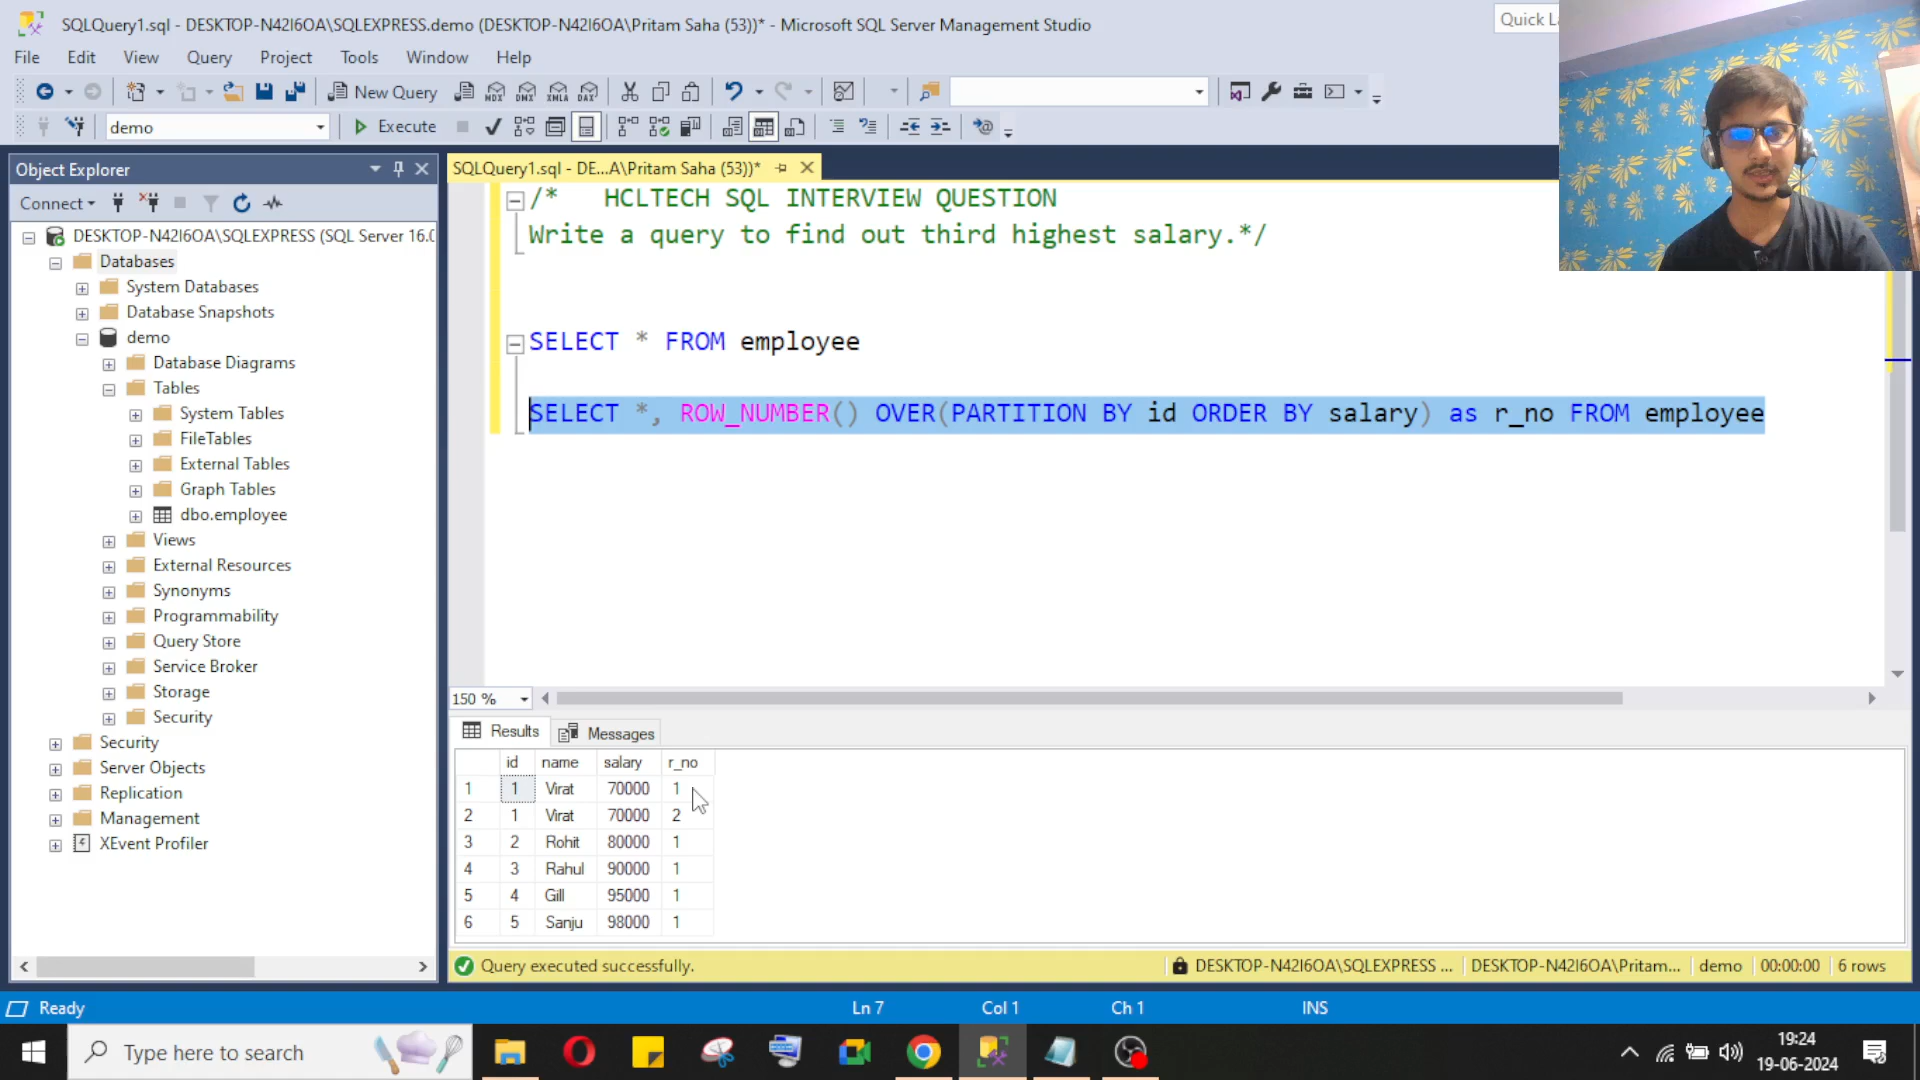 SQLQuery1.sql - DESKTOP-N42I6OA\SQLEXPRESS.demo (DESKTOP-N42I6OA\Pritam Saha (53))* - Microsoft SQL Server Management Studio
File Edit View Query Project Tools Window Help
New Query
MDX DMX XMLA DAX
demo
Execute
Object Explorer
Connect
DESKTOP-N42I6OA\SQLEXPRESS (SQL Server 16.0
Databases
System Databases
Database Snapshots
demo
Database Diagrams
Tables
System Tables
FileTables
External Tables
Graph Tables
dbo.employee
Views
External Resources
Synonyms
Programmability
Query Store
Service Broker
Storage
Security
Security
Server Objects
Replication
Management
XEvent Profiler
SQLQuery1.sql - DE...A\Pritam Saha (53))*
/* HCLTECH SQL INTERVIEW QUESTION
Write a query to find out third highest salary.*/
SELECT * FROM employee
SELECT *, ROW_NUMBER() OVER(PARTITION BY id ORDER BY salary) as r_no FROM employee
150 %
Results Messages
id name salary r_no
1 1 Virat 70000 1
2 1 Virat 70000 2
3 2 Rohit 80000 1
4 3 Rahul 90000 1
5 4 Gill 95000 1
6 5 Sanju 98000 1
Query executed successfully.
DESKTOP-N42I6OA\SQLEXPRESS ... DESKTOP-N42I6OA\Pritam... demo 00:00:00 6 rows
Ready Ln 7 Col 1 Ch 1 INS
Type here to search
19:24
19-06-2024